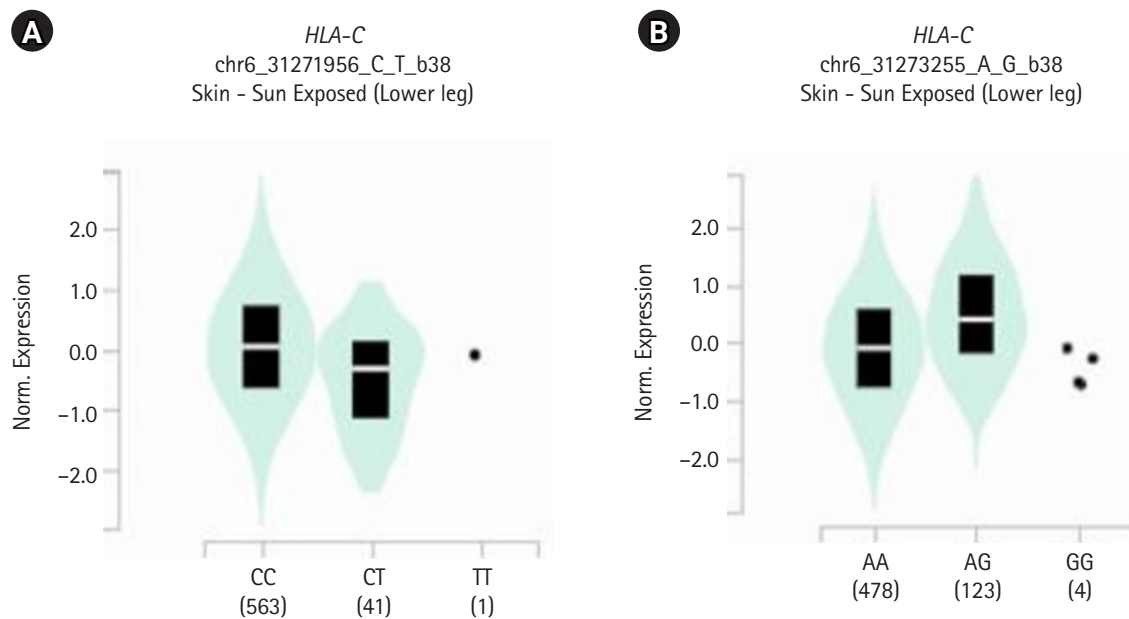 A
HLA-C
chr6_31271956_C_T_b38
Skin - Sun Exposed (Lower leg)
Norm. Expression
2.0
1.0
0.0
−1.0
−2.0
CC
(563)
CT
(41)
TT
(1)
B
HLA-C
chr6_31273255_A_G_b38
Skin - Sun Exposed (Lower leg)
Norm. Expression
2.0
1.0
0.0
−1.0
−2.0
AA
(478)
AG
(123)
GG
(4)